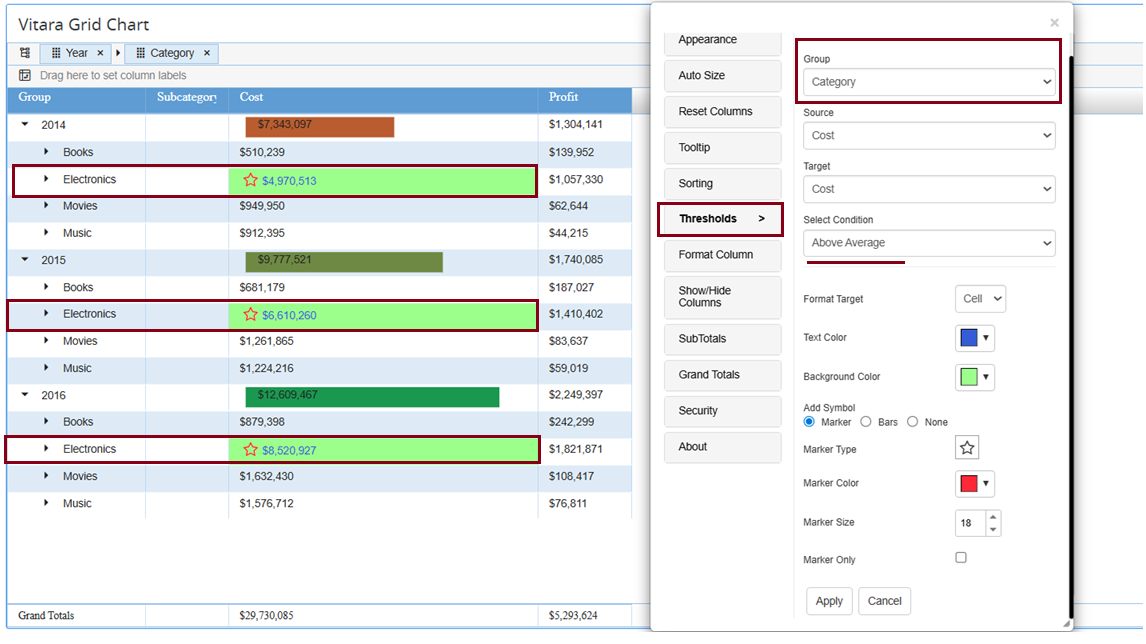 Vitara Grid Chart
Year × Category ×
Drag here to set column labels
Group Subcategory Cost Profit
2014 $7,343,097 $1,304,141
Books $510,239 $139,952
Electronics $4,970,513 $1,057,330
Movies $949,950 $62,644
Music $912,395 $44,215
2015 $9,777,521 $1,740,085
Books $681,179 $187,027
Electronics $6,610,260 $1,410,402
Movies $1,261,865 $83,637
Music $1,224,216 $59,019
2016 $12,609,467 $2,249,397
Books $879,398 $242,299
Electronics $8,520,927 $1,821,871
Movies $1,632,430 $108,417
Music $1,576,712 $76,811
Grand Totals $29,730,085 $5,293,624
×
Appearance
Auto Size
Reset Columns
Tooltip
Sorting
Thresholds >
Format Column
Show/Hide
Columns
SubTotals
Grand Totals
Security
About
Group
Category
Source
Cost
Target
Cost
Select Condition
Above Average
Format Target Cell
Text Color
Background Color
Add Symbol
Marker Bars None
Marker Type
Marker Color
Marker Size 18
Marker Only
Apply Cancel